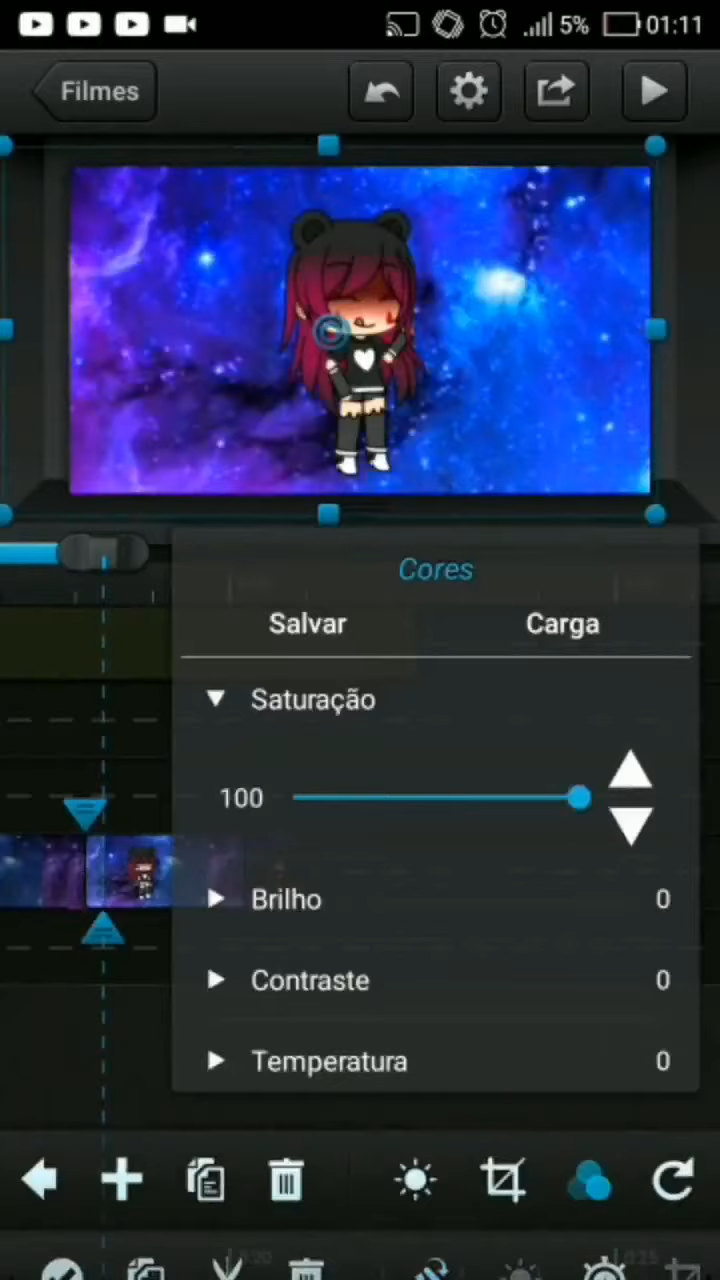 5% 01:11
Filmes
Cores
Salvar Carga
Saturação
100
Brilho 0
Contraste 0
Temperatura 0